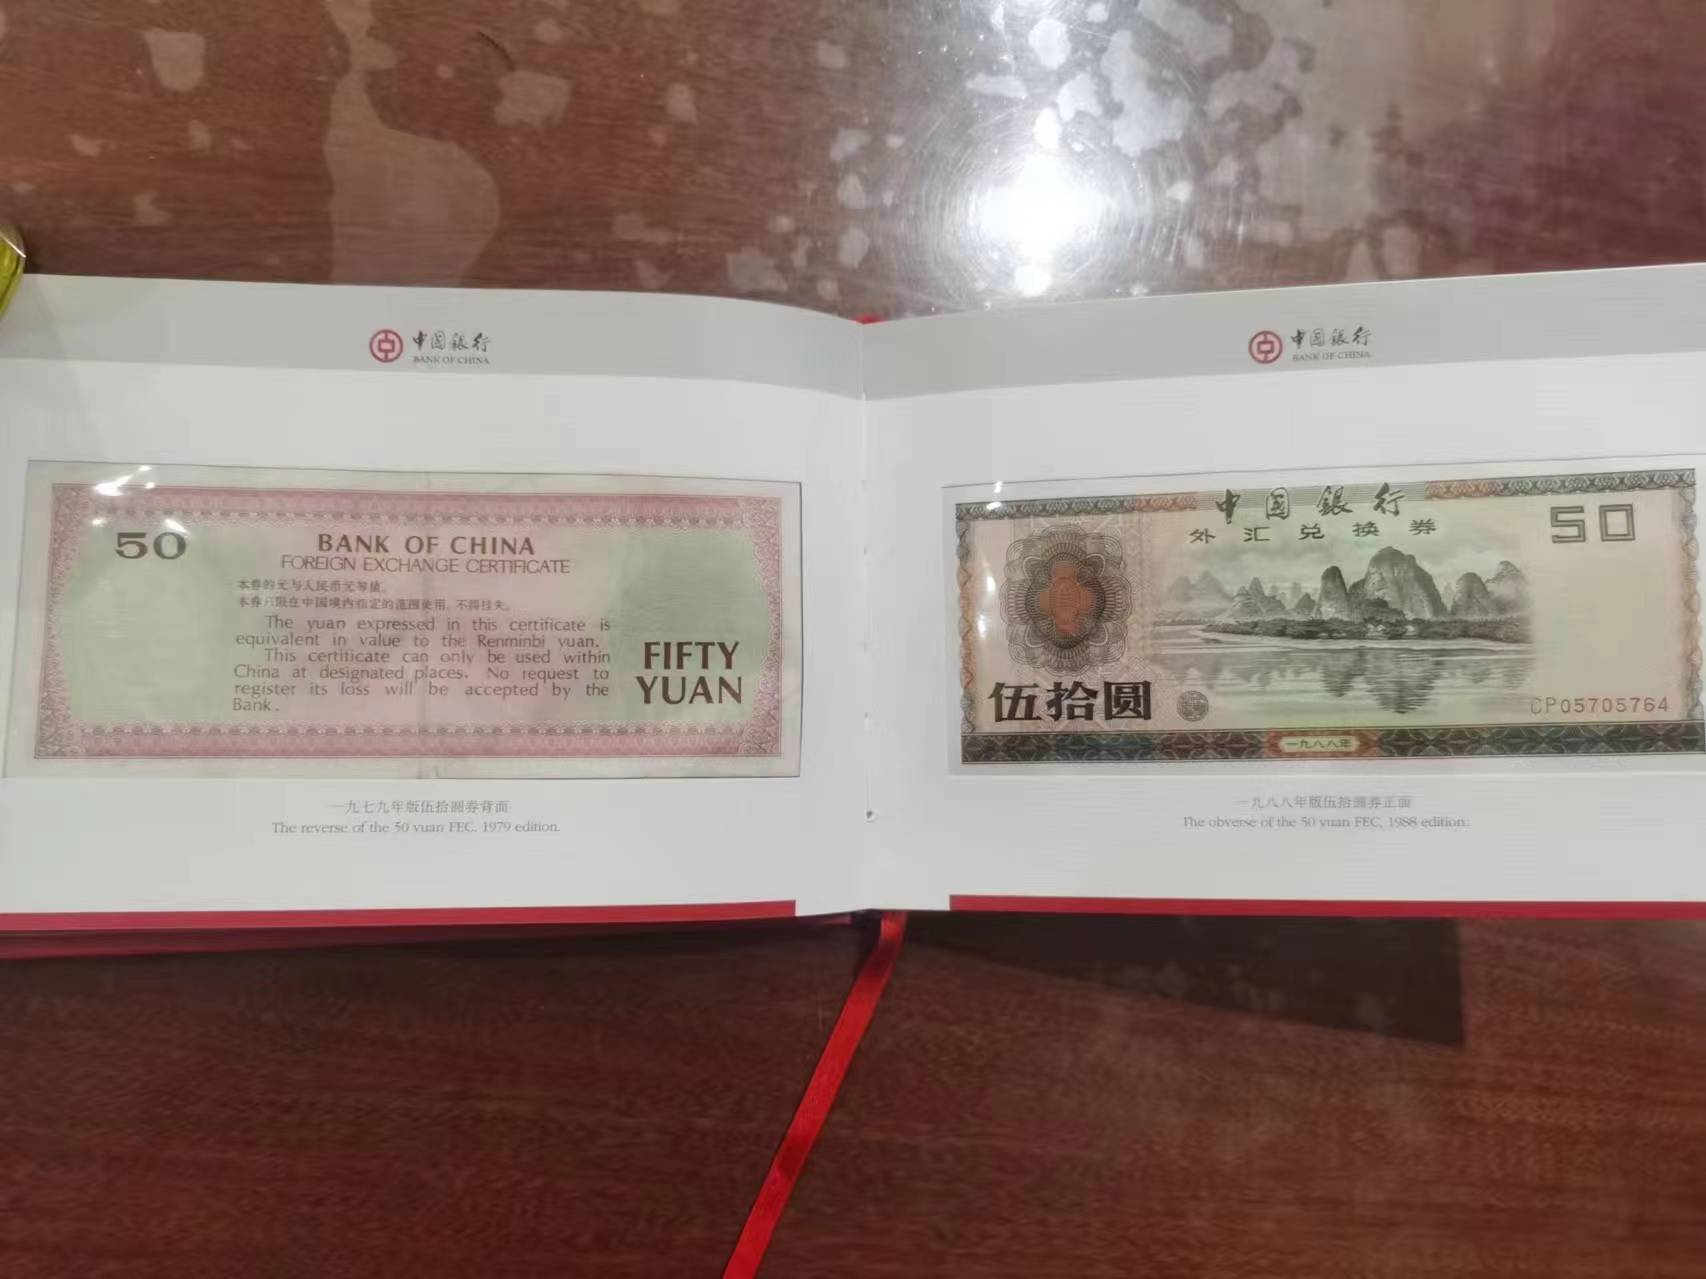 中国銀行
BANK OF CHINA
50
BANK OF CHINA
FOREIGN EXCHANGE CERTIFICATE
本券的元与人民币元等值。
本券只限在中国境内指定的范围使用，不得挂失。
The yuan expressed in this certificate is
equivalent in value to the Renminbi yuan.
This certificate can only be used within
China at designated places. No request to
register its loss will be accepted by the
Bank.
FIFTY
YUAN
一九七九年版伍拾圆券背面
The reverse of the 50 yuan FEC, 1979 edition.
中国銀行
BANK OF CHINA
中国銀行
外汇兑换券
50
伍拾圆
CP05705764
一九八八年
一九八八年版伍拾圆券正面
The obverse of the 50 yuan FEC, 1988 edition.